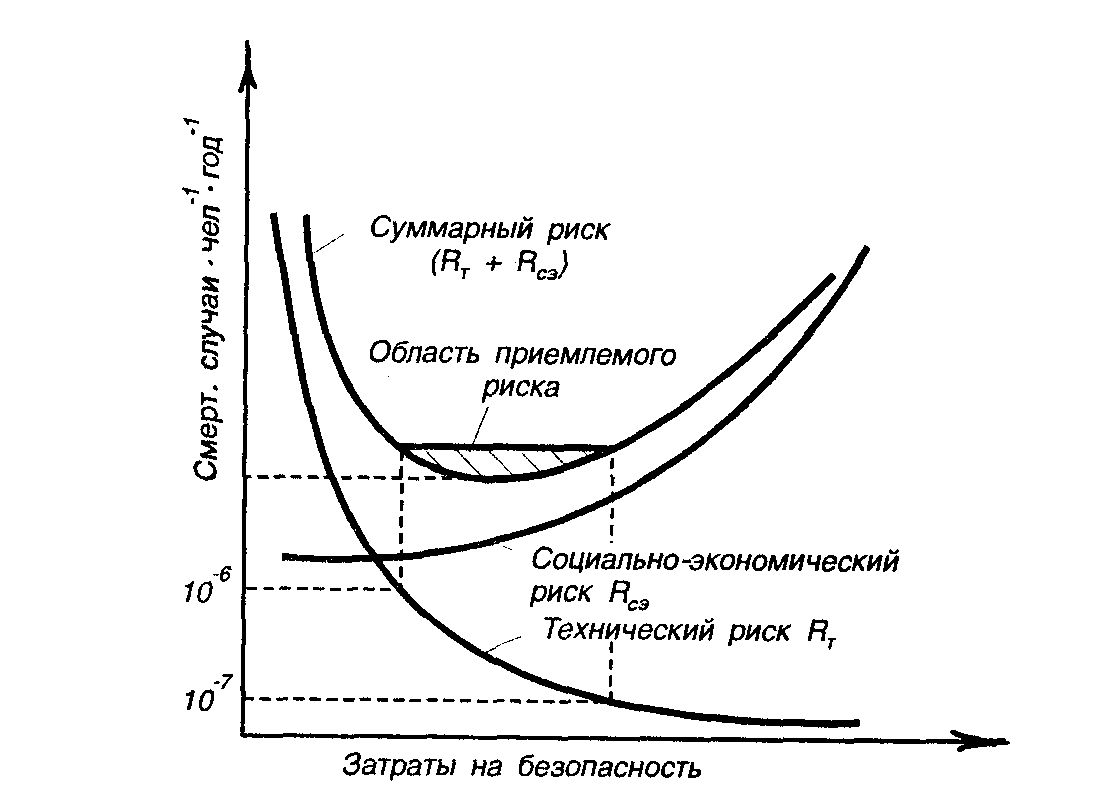 Смерт. случаи · чел⁻¹ · год⁻¹
Суммарный риск
(Rт + Rсэ)
Область приемлемого
риска
Социально-экономический
риск Rсэ
10⁻⁶
Технический риск Rт
10⁻⁷
Затраты на безопасность